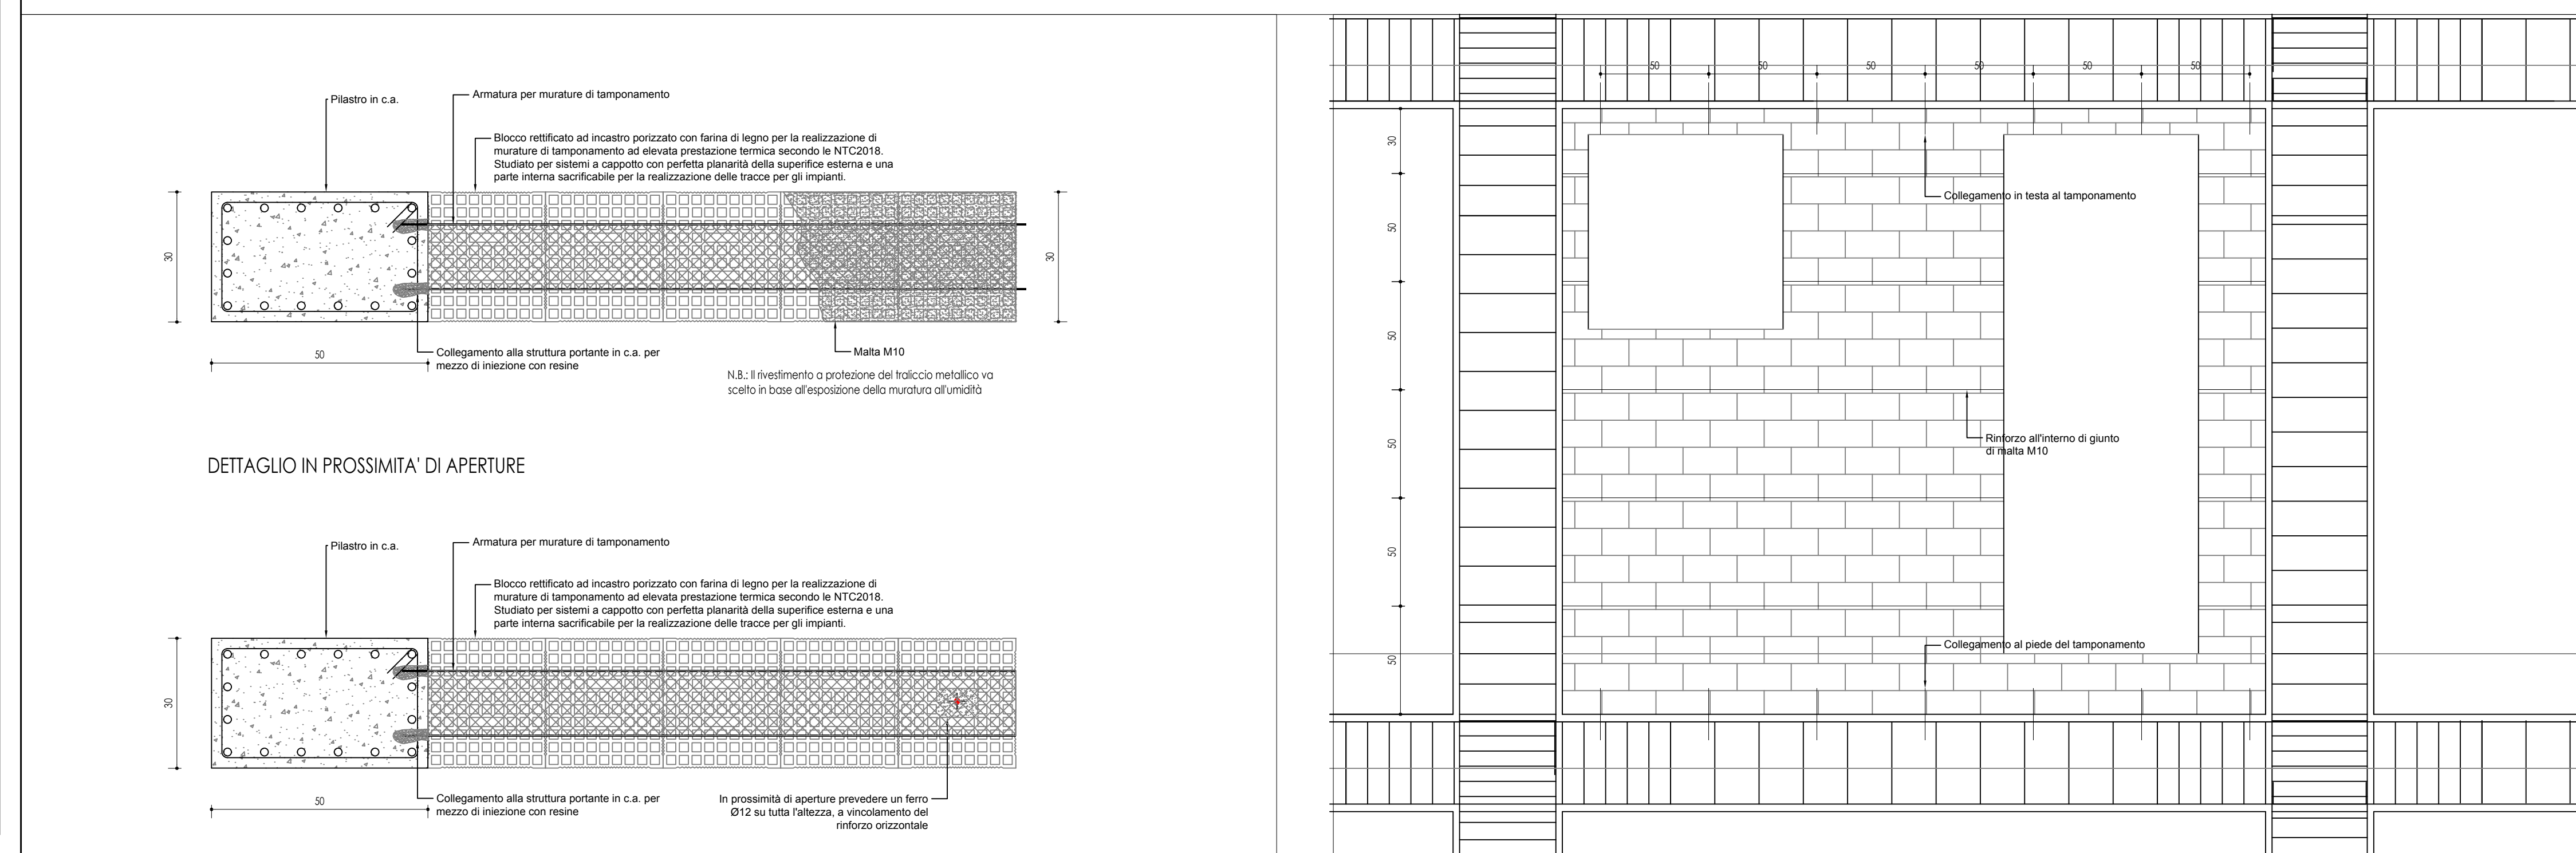 Pilastro in c.a.
Armatura per murature di tamponamento
Blocco rettificato ad incastro porizzato con farina di legno per la realizzazione di
murature di tamponamento ad elevata prestazione termica secondo le NTC2018.
Studiato per sistemi a cappotto con perfetta planarità della superifice esterna e una
parte interna sacrificabile per la realizzazione delle tracce per gli impianti.
30
30
50
Collegamento alla struttura portante in c.a. per
mezzo di iniezione con resine
Malta M10
N.B.: Il rivestimento a protezione del traliccio metallico va
scelto in base all'esposizione della muratura all'umidità
DETTAGLIO IN PROSSIMITA' DI APERTURE
Pilastro in c.a.
Armatura per murature di tamponamento
Blocco rettificato ad incastro porizzato con farina di legno per la realizzazione di
murature di tamponamento ad elevata prestazione termica secondo le NTC2018.
Studiato per sistemi a cappotto con perfetta planarità della superifice esterna e una
parte interna sacrificabile per la realizzazione delle tracce per gli impianti.
30
50
Collegamento alla struttura portante in c.a. per
mezzo di iniezione con resine
In prossimità di aperture prevedere un ferro
Ø12 su tutta l'altezza, a vincolamento del
rinforzo orizzontale
50 50 50 50 50 50
30
50
50
50
50
50
Collegamento in testa al tamponamento
Rinforzo all'interno di giunto
di malta M10
Collegamento al piede del tamponamento